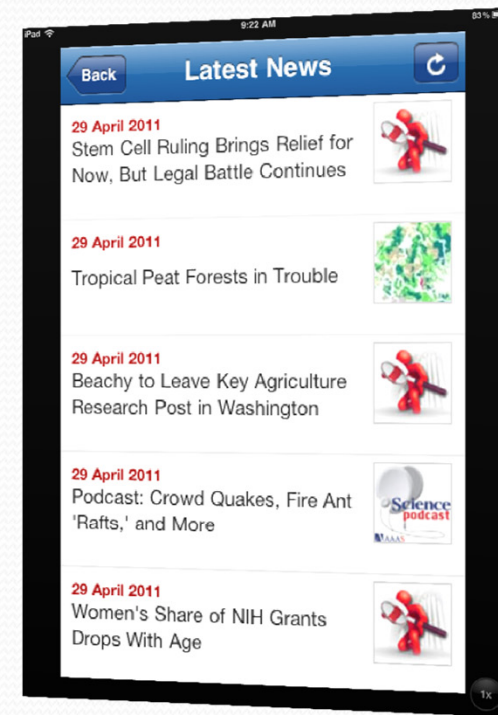 iPad
9:22 AM
83%
Back
Latest News
29 April 2011
Stem Cell Ruling Brings Relief for
Now, But Legal Battle Continues
29 April 2011
Tropical Peat Forests in Trouble
29 April 2011
Beachy to Leave Key Agriculture
Research Post in Washington
29 April 2011
Podcast: Crowd Quakes, Fire Ant
'Rafts,' and More
Science
podcast
AAAS
29 April 2011
Women's Share of NIH Grants
Drops With Age
1x